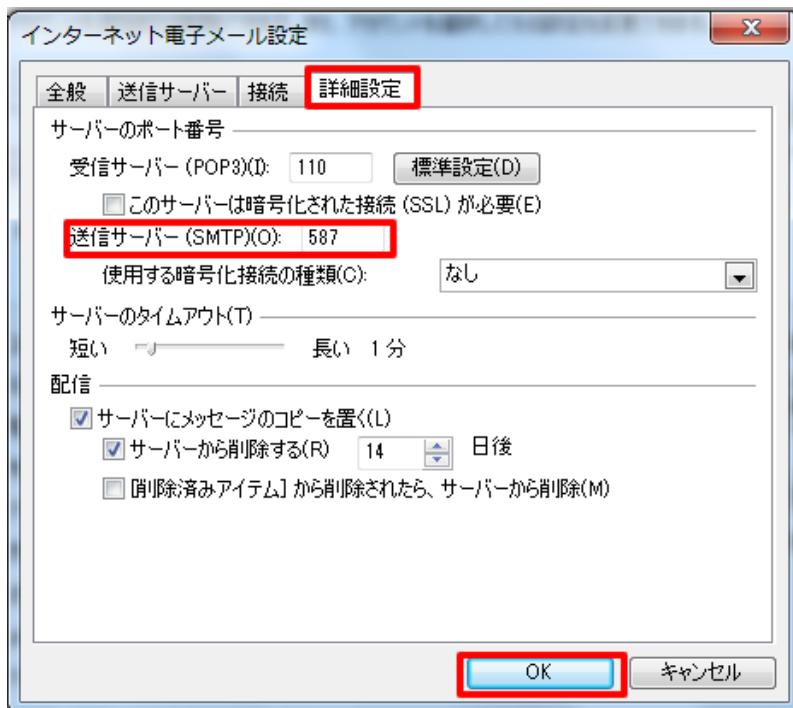 インターネット電子メール設定
全般 送信サーバー 接続 詳細設定
サーバーのポート番号
受信サーバー (POP3)(I): 110 標準設定(D)
このサーバーは暗号化された接続 (SSL) が必要(E)
送信サーバー (SMTP)(O): 587
使用する暗号化接続の種類(C): なし
サーバーのタイムアウト(T)
短い 長い 1 分
配信
サーバーにメッセージのコピーを置く(L)
サーバーから削除する(R) 14 日後
[削除済みアイテム] から削除されたら、サーバーから削除(M)
OK キャンセル